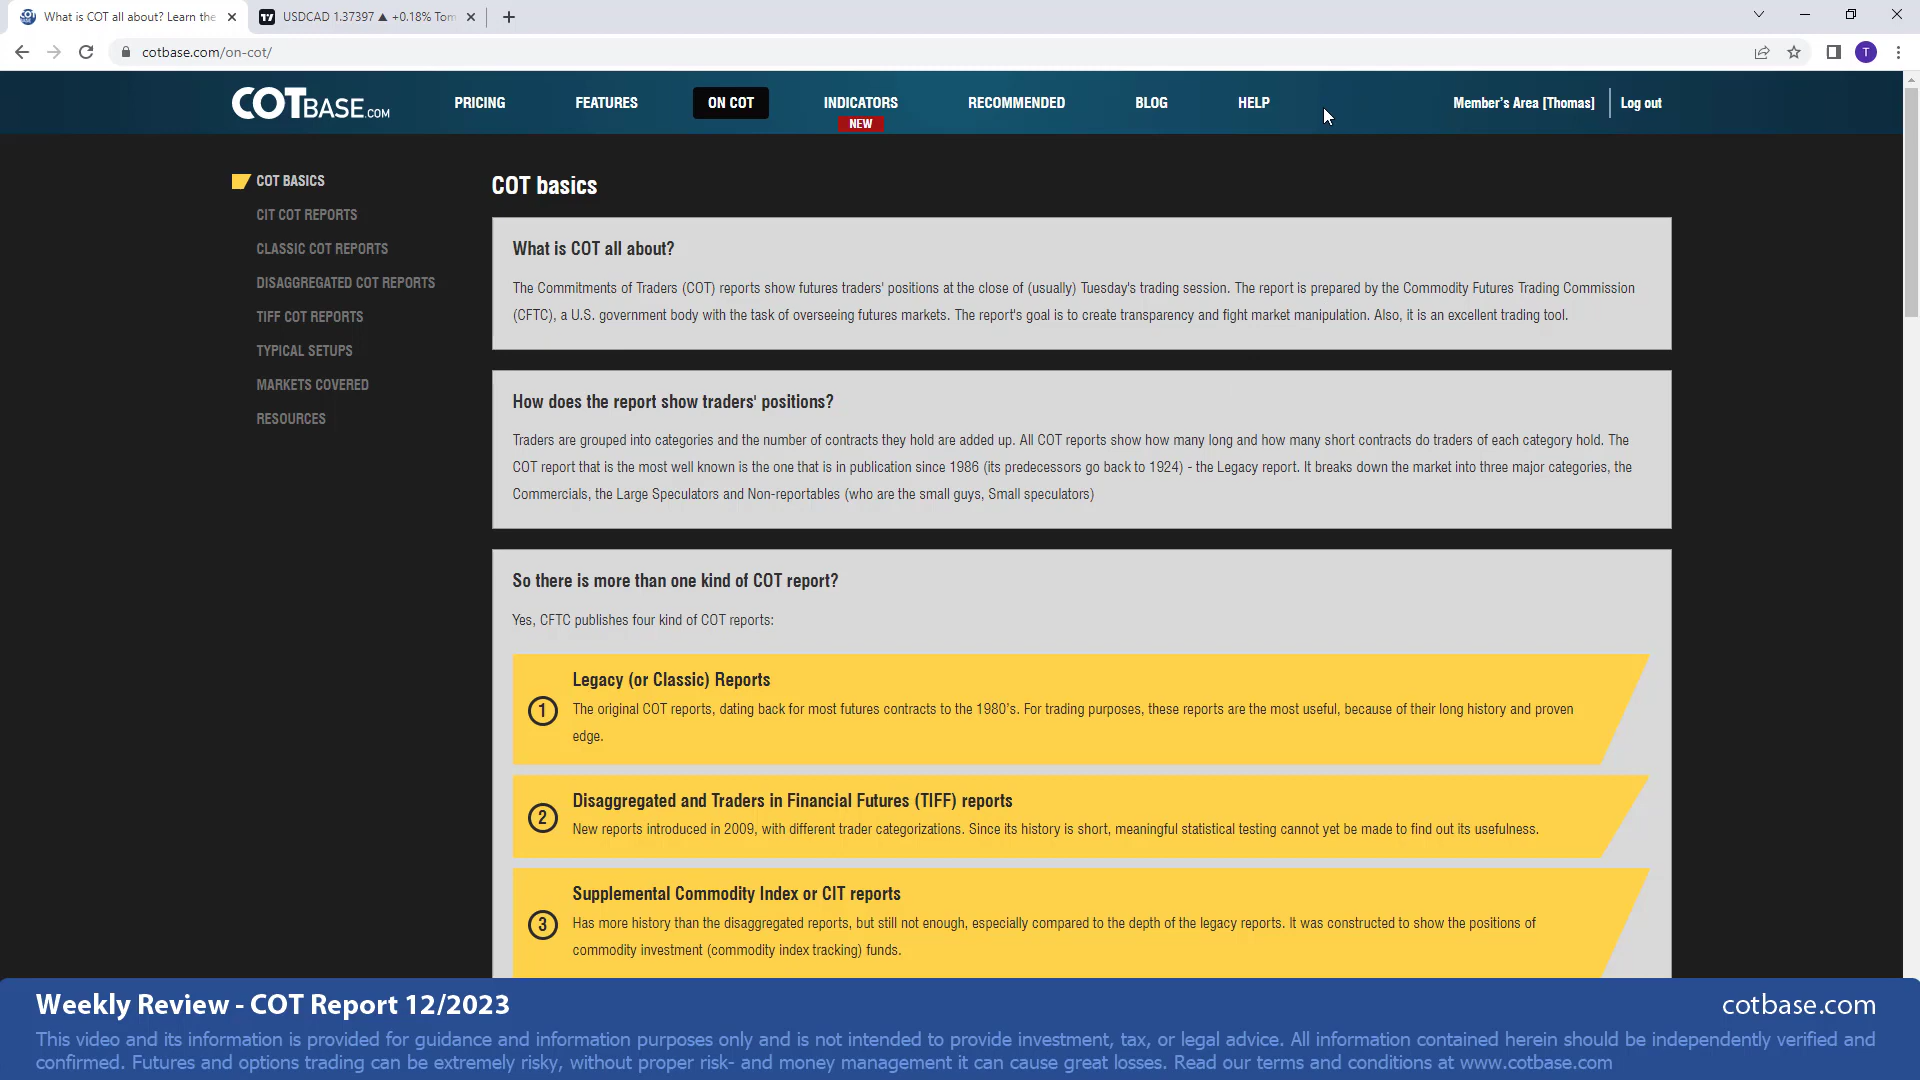 What is COT all about? Learn the
USDCAD 1.37397 ▲ +0.18% Tom
cotbase.com/on-cot/
T
COTBASE.COM
PRICING
FEATURES
ON COT
INDICATORS
NEW
RECOMMENDED
BLOG
HELP
Member's Area [Thomas]
Log out
COT BASICS
CIT COT REPORTS
CLASSIC COT REPORTS
DISAGGREGATED COT REPORTS
TIFF COT REPORTS
TYPICAL SETUPS
MARKETS COVERED
RESOURCES
COT basics
What is COT all about?
The Commitments of Traders (COT) reports show futures traders' positions at the close of (usually) Tuesday's trading session. The report is prepared by the Commodity Futures Trading Commission
(CFTC), a U.S. government body with the task of overseeing futures markets. The report's goal is to create transparency and fight market manipulation. Also, it is an excellent trading tool.
How does the report show traders' positions?
Traders are grouped into categories and the number of contracts they hold are added up. All COT reports show how many long and how many short contracts do traders of each category hold. The
COT report that is the most well known is the one that is in publication since 1986 (its predecessors go back to 1924) - the Legacy report. It breaks down the market into three major categories, the
Commercials, the Large Speculators and Non-reportables (who are the small guys, Small speculators)
So there is more than one kind of COT report?
Yes, CFTC publishes four kind of COT reports:
Legacy (or Classic) Reports
1
The original COT reports, dating back for most futures contracts to the 1980's. For trading purposes, these reports are the most useful, because of their long history and proven
edge.
Disaggregated and Traders in Financial Futures (TIFF) reports
2
New reports introduced in 2009, with different trader categorizations. Since its history is short, meaningful statistical testing cannot yet be made to find out its usefulness.
Supplemental Commodity Index or CIT reports
3
Has more history than the disaggregated reports, but still not enough, especially compared to the depth of the legacy reports. It was constructed to show the positions of
commodity investment (commodity index tracking) funds.
Weekly Review - COT Report 12/2023
cotbase.com
This video and its information is provided for guidance and information purposes only and is not intended to provide investment, tax, or legal advice. All information contained herein should be independently verified and
confirmed. Futures and options trading can be extremely risky, without proper risk- and money management it can cause great losses. Read our terms and conditions at www.cotbase.com